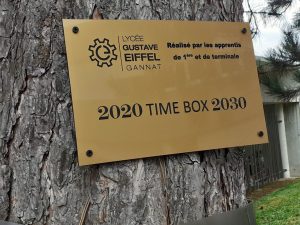 LYCÉE
GUSTAVE
EIFFEL
GANNAT
Réalisé par les apprentis
de 1ère et de terminale
2020 TIME BOX 2030